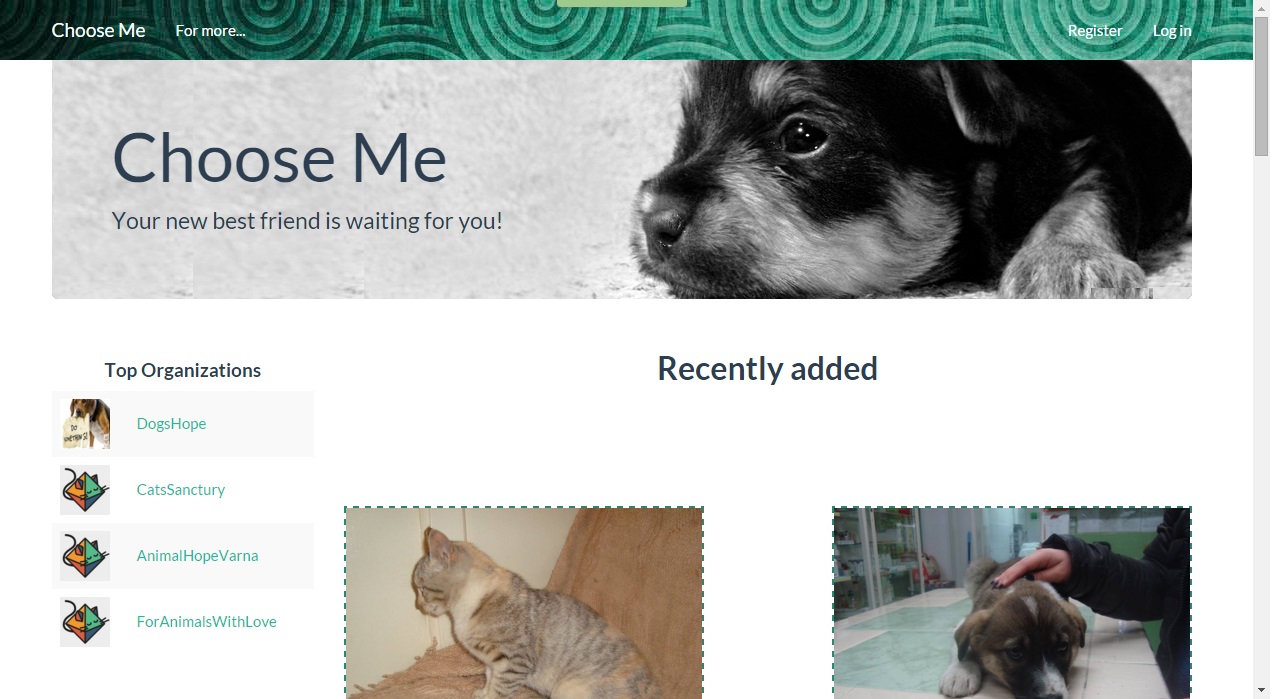 Choose Me For more... Register Log in
Choose Me
Your new best friend is waiting for you!
Top Organizations
Recently added
DogsHope
CatsSanctury
AnimalHopeVarna
ForAnimalsWithLove